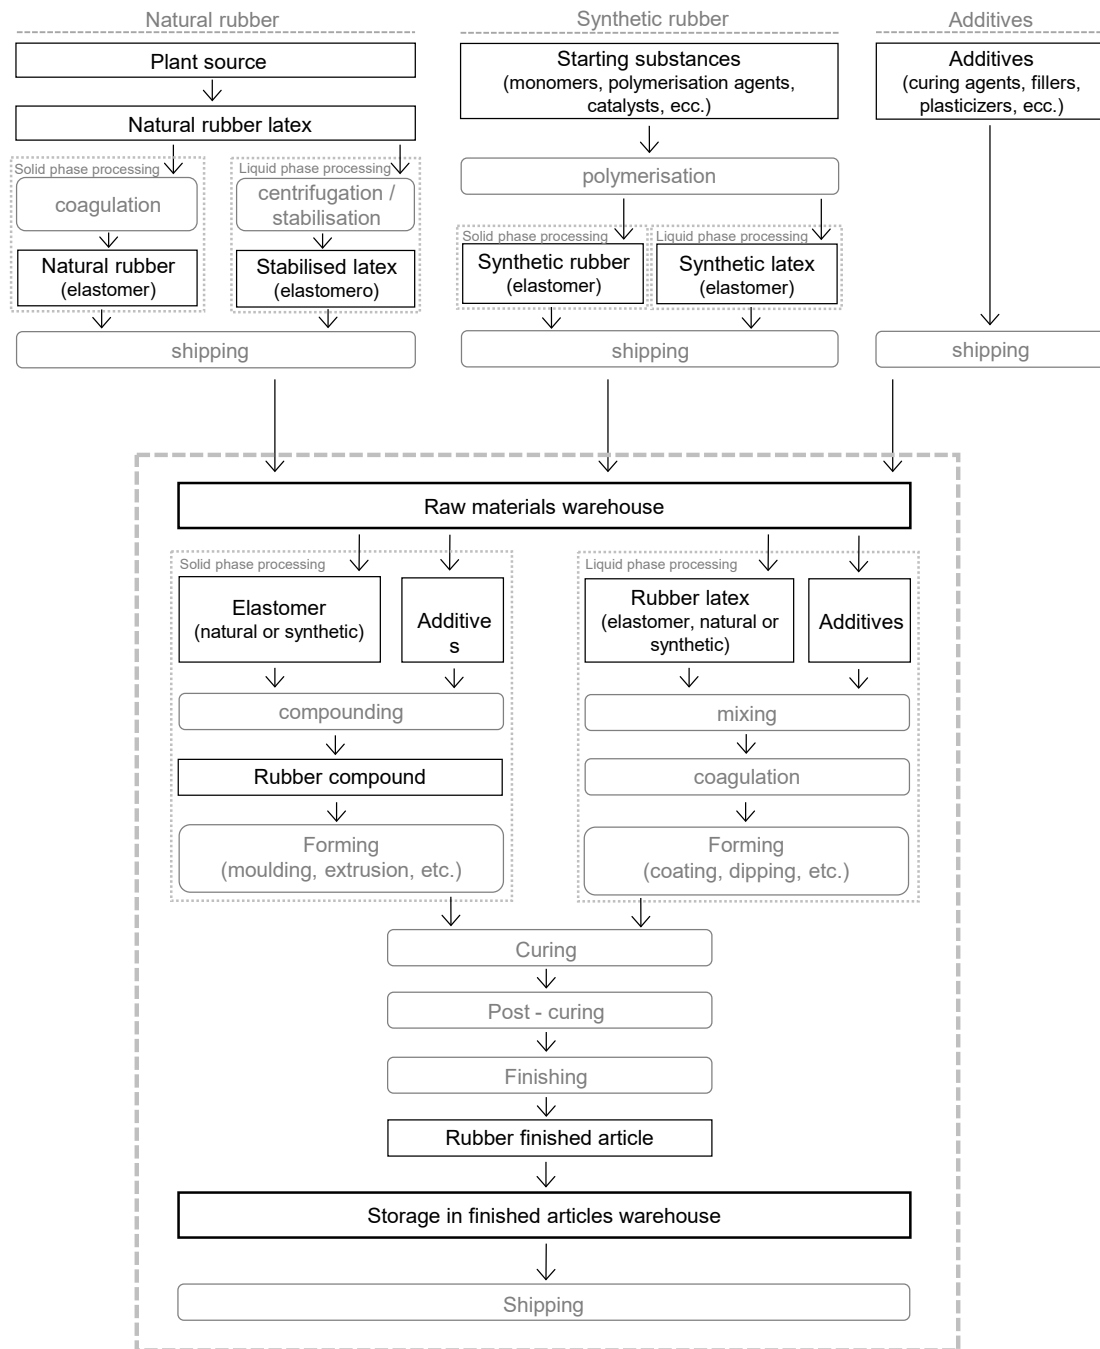 Natural rubber
Synthetic rubber
Additives
Plant source
Natural rubber latex
Solid phase processing
coagulation
Natural rubber
(elastomer)
Liquid phase processing
centrifugation /
stabilisation
Stabilised latex
(elastomero)
shipping
Starting substances
(monomers, polymerisation agents,
catalysts, ecc.)
polymerisation
Solid phase processing
Synthetic rubber
(elastomer)
Liquid phase processing
Synthetic latex
(elastomer)
shipping
Additives
(curing agents, fillers,
plasticizers, ecc.)
shipping
Raw materials warehouse
Solid phase processing
Elastomer
(natural or synthetic)
Additive
s
compounding
Rubber compound
Forming
(moulding, extrusion, etc.)
Liquid phase processing
Rubber latex
(elastomer, natural or
synthetic)
Additives
mixing
coagulation
Forming
(coating, dipping, etc.)
Curing
Post - curing
Finishing
Rubber finished article
Storage in finished articles warehouse
Shipping